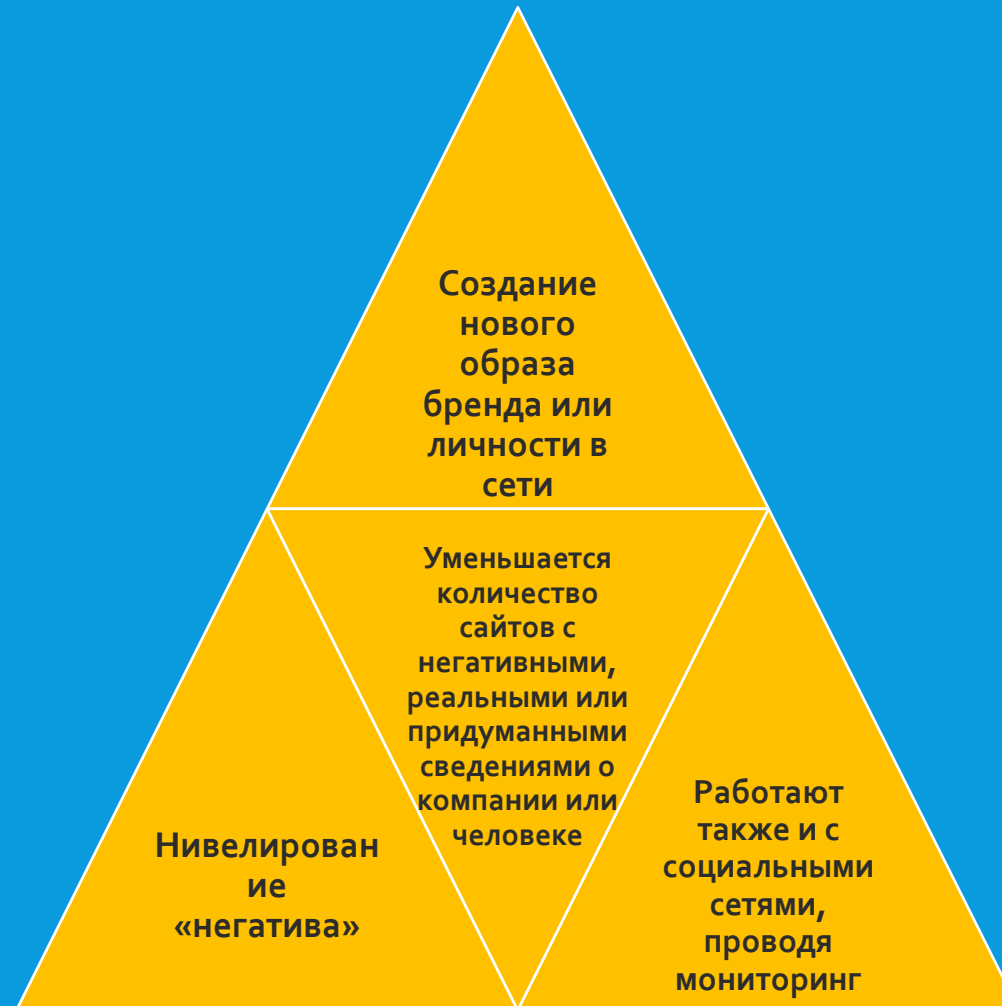 Создание
нового
образа
бренда или
личности в
сети
Уменьшается
количество
сайтов с
негативными,
реальными или
придуманными
сведениями о
компании или
человеке
Нивелирован
ие
«негатива»
Работают
также и с
социальными
сетями,
проводя
мониторинг